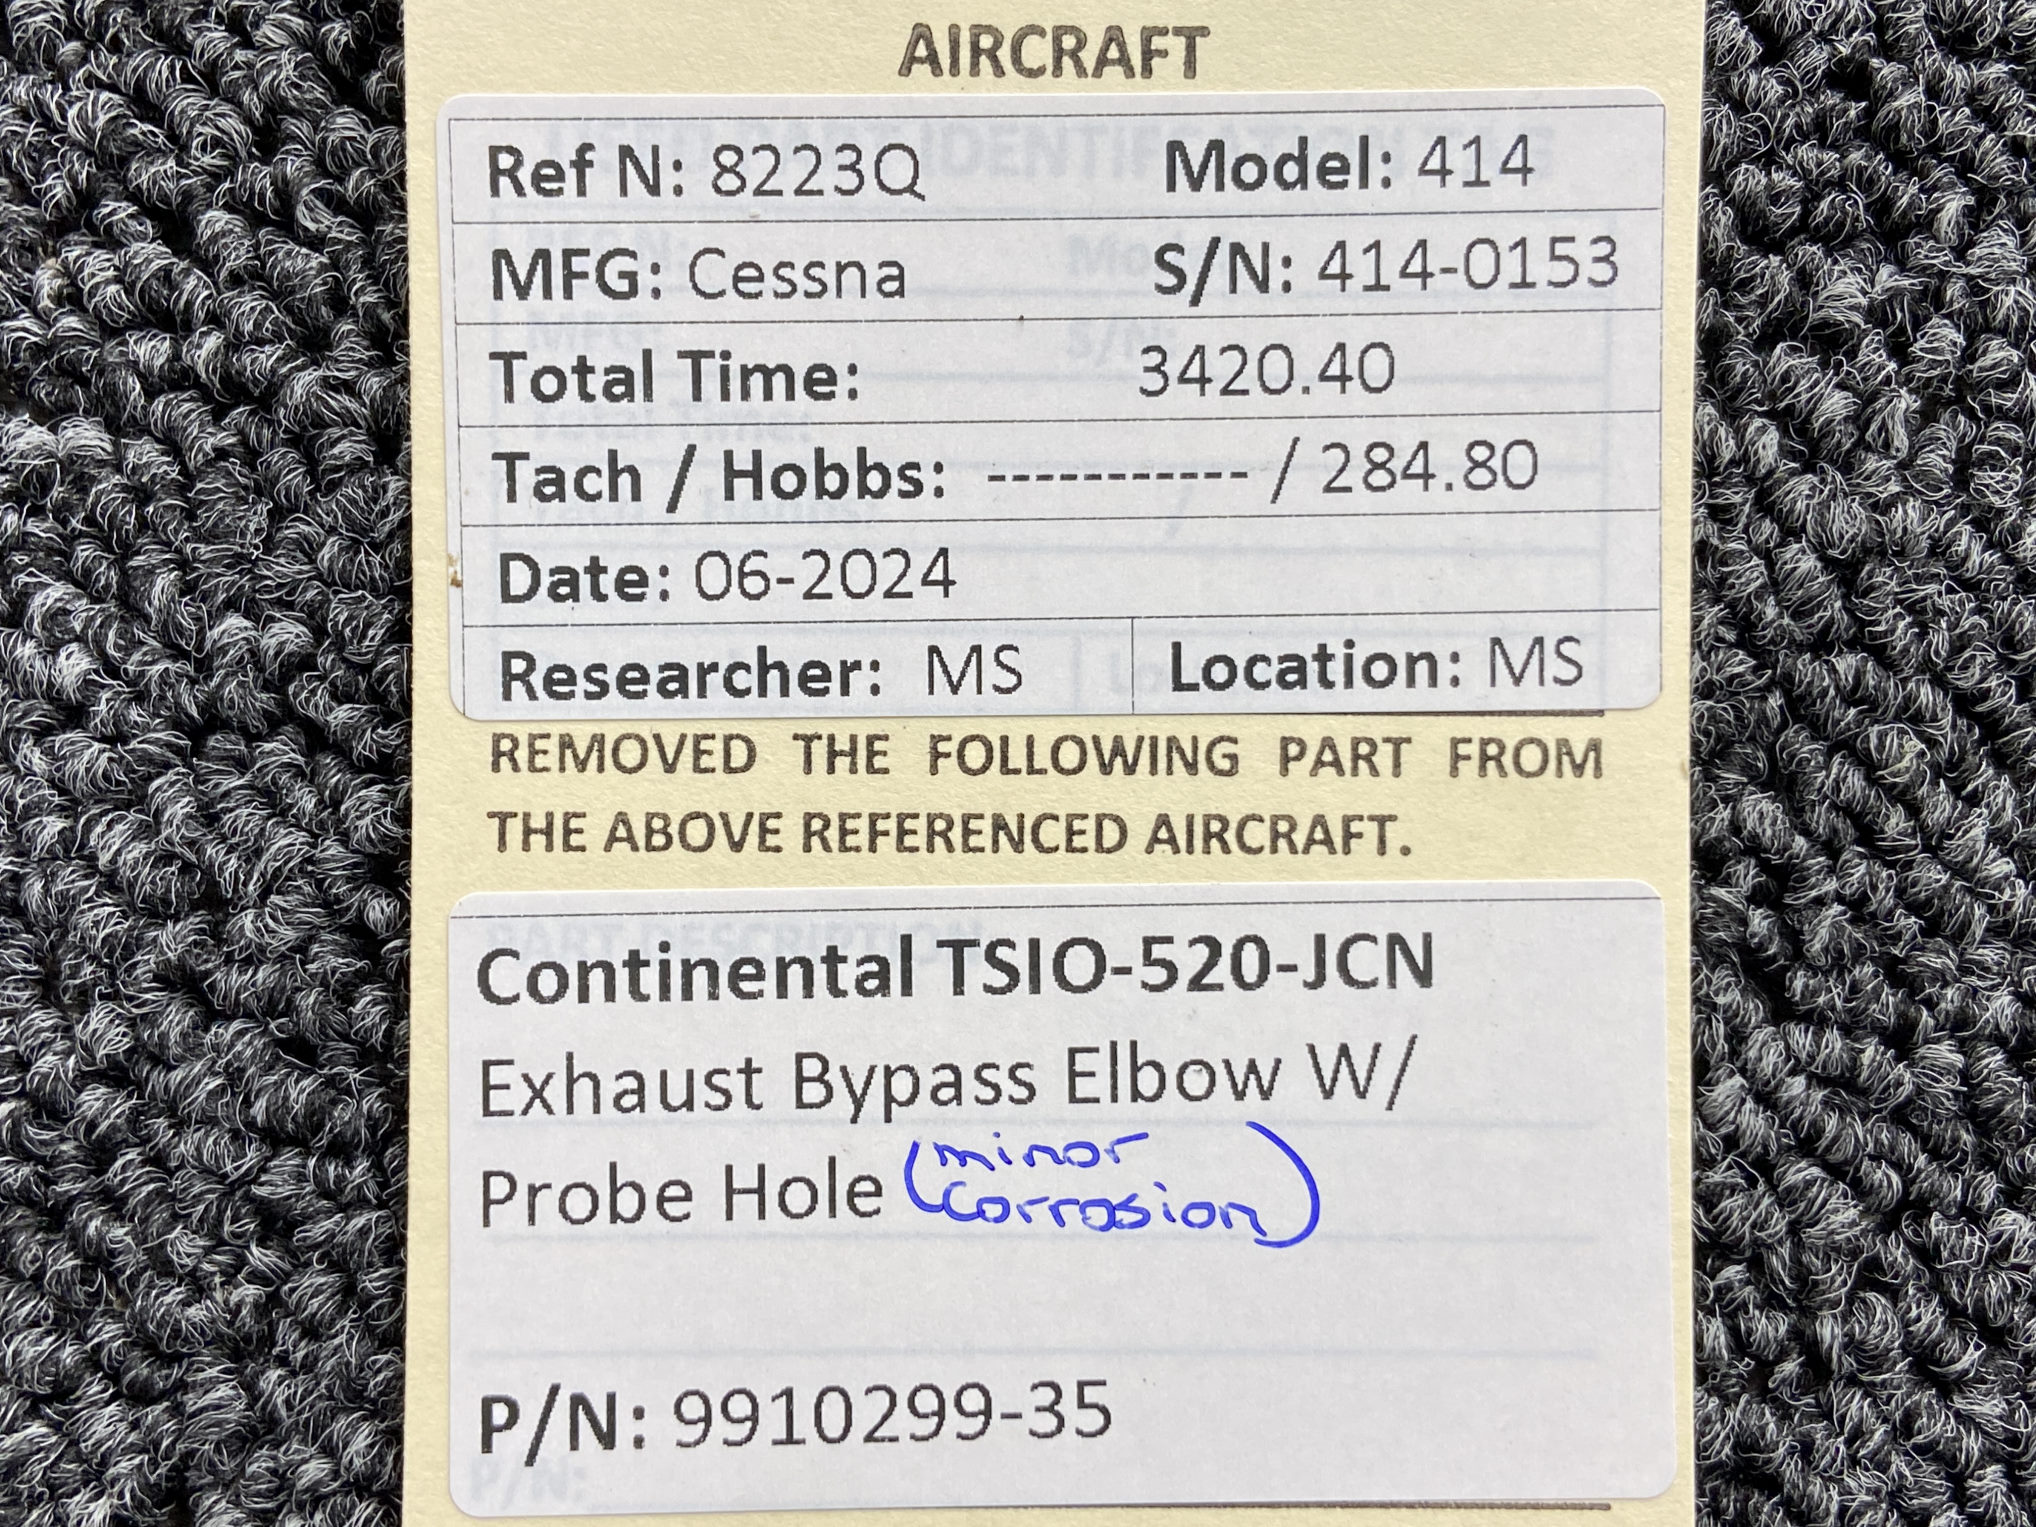 AIRCRAFT
Ref N: 8223Q Model: 414
MFG: Cessna S/N: 414-0153
Total Time: 3420.40
Tach / Hobbs: ----------- / 284.80
Date: 06-2024
Researcher: MS Location: MS
REMOVED THE FOLLOWING PART FROM
THE ABOVE REFERENCED AIRCRAFT.
Continental TSIO-520-JCN
Exhaust Bypass Elbow W/
Probe Hole (minor
corrosion)
P/N: 9910299-35
P/N: